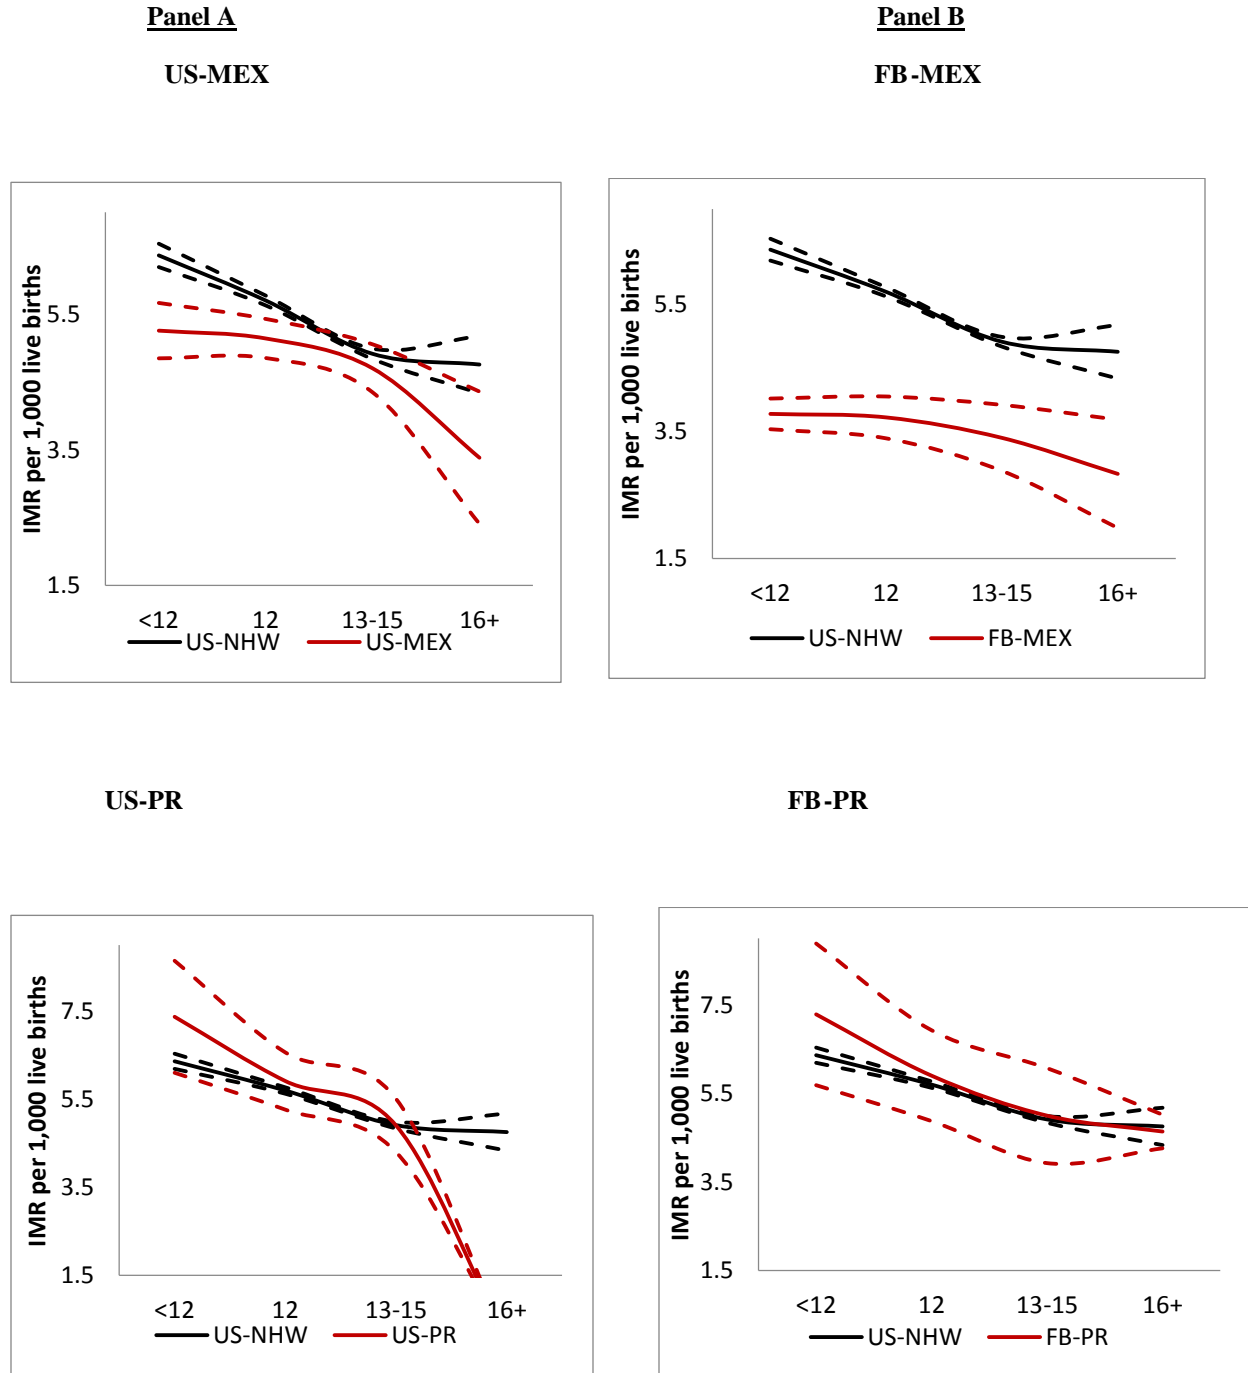 Panel A
Panel B
US-MEX
FB-MEX
IMR per 1,000 live births
5.5
3.5
1.5
<12 12 13-15 16+
US-NHW US-MEX
IMR per 1,000 live births
5.5
3.5
1.5
<12 12 13-15 16+
US-NHW FB-MEX
US-PR
FB-PR
IMR per 1,000 live births
7.5
5.5
3.5
1.5
<12 12 13-15 16+
US-NHW US-PR
IMR per 1,000 live births
7.5
5.5
3.5
1.5
<12 12 13-15 16+
US-NHW FB-PR